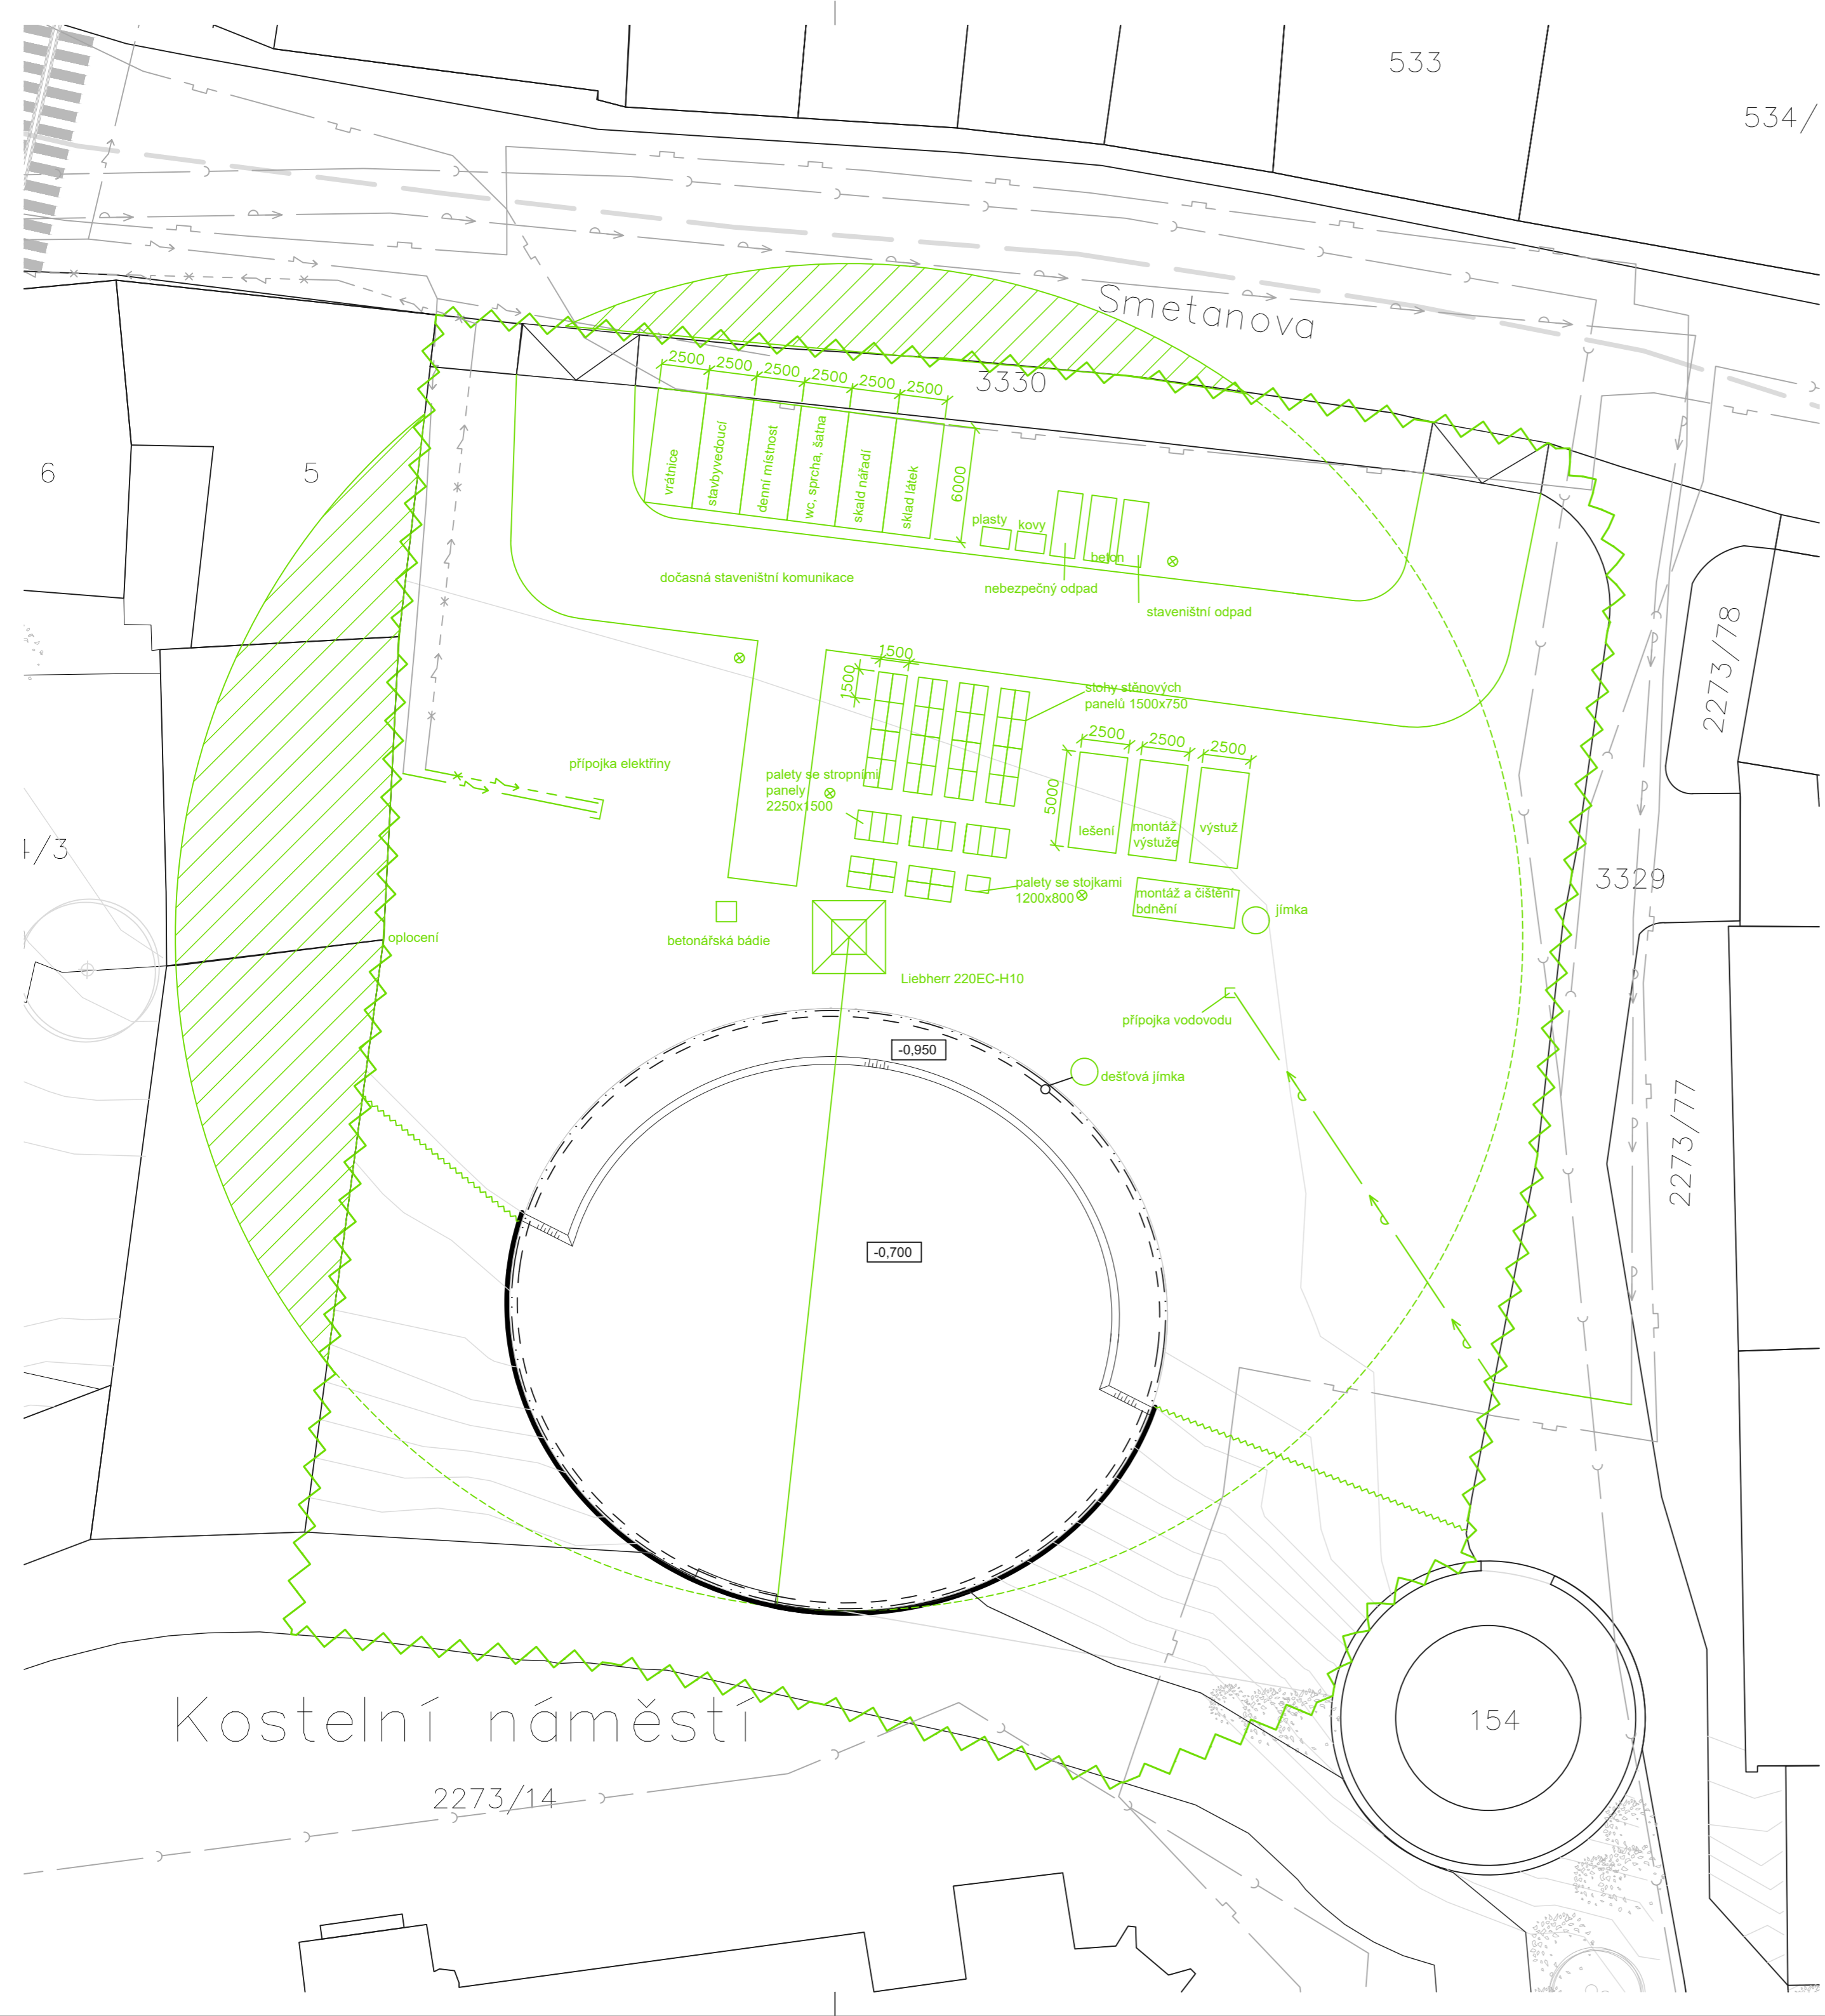 533
534/
Smetanova
3330
2500
2500
2500
2500
2500
2500
6
5
vrátnice
stavbyvedoucí
denní místnost
wc, sprcha, šatna
skald nářadí
sklad látek
6000
plasty
kovy
beton
nebezpečný odpad
staveništní odpad
dočasná staveništní komunikace
2273/78
1500
1500
stohy stěnových
panelů 1500x750
přípojka elektřiny
palety se stropními
panely
2250x1500
2500
2500
2500
5000
lešení
montáž
výstuže
výstuž
4/3
3329
palety se stojkami
1200x800
montáž a čištění
bdnění
jímka
oplocení
betonářská bádie
Liebherr 220EC-H10
přípojka vodovodu
-0,950
dešťová jímka
2273/77
-0,700
Kostelní náměstí
154
2273/14